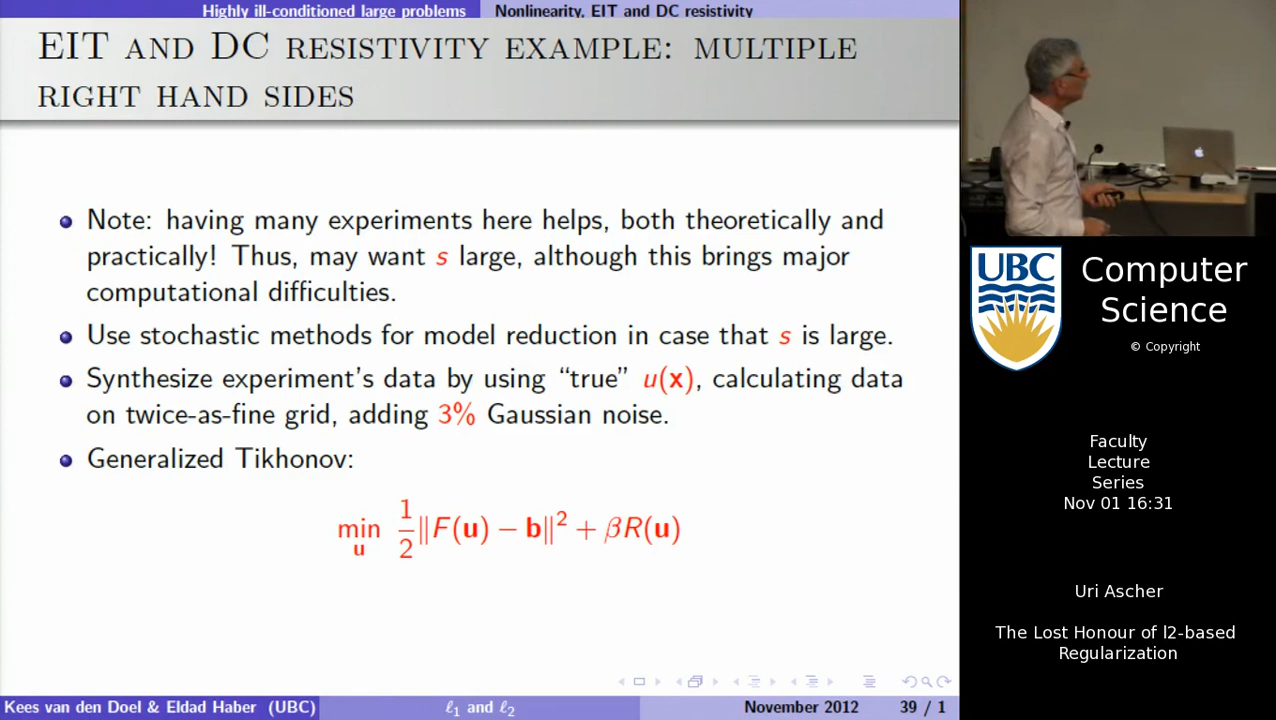 Highly ill-conditioned large problems Nonlinearity, EIT and DC resistivity
EIT AND DC RESISTIVITY EXAMPLE: MULTIPLE
RIGHT HAND SIDES
Note: having many experiments here helps, both theoretically and
practically! Thus, may want s large, although this brings major
computational difficulties.
Use stochastic methods for model reduction in case that s is large.
Synthesize experiment's data by using “true” u(x), calculating data
on twice-as-fine grid, adding 3% Gaussian noise.
Generalized Tikhonov:
min_u 1/2 ‖F(u) − b‖² + βR(u)
Kees van den Doel & Eldad Haber (UBC) ℓ1 and ℓ2 November 2012 39 / 1
UBC
Computer
Science
© Copyright
Faculty
Lecture
Series
Nov 01 16:31
Uri Ascher
The Lost Honour of l2-based
Regularization